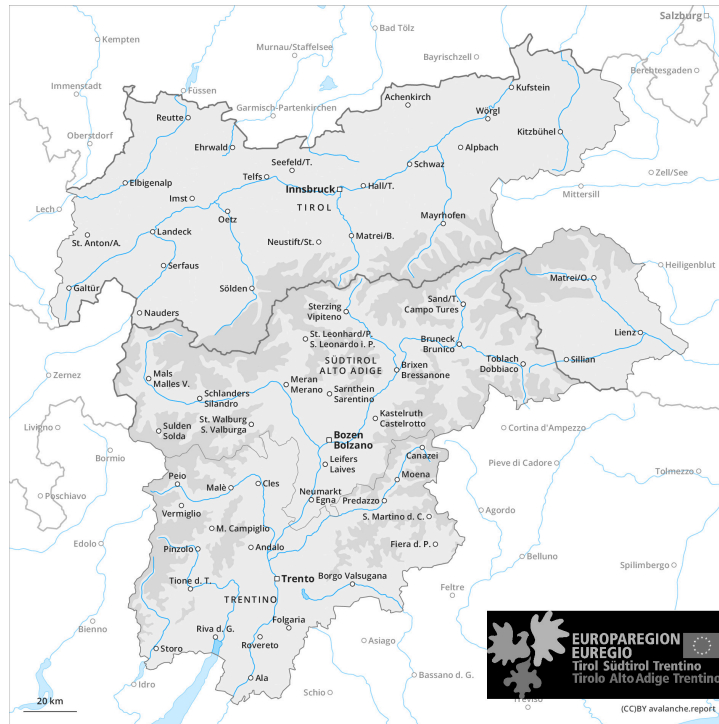 Salzburg
Kempten
Bad Tölz
Murnau/Staffelsee
Bayrischzell
Berchtesgaden
Immenstadt
Füssen
Garmisch-Partenkirchen
Achenkirch
Kufstein
Reutte
Wörgl
Oberstdorf
Ehrwald
Kitzbühel
Alpbach
Seefeld/T.
Schwaz
Telfs
Zell/See
Elbigenalp
Innsbruck
Hall/T.
Mittersill
Imst
TIROL
Lech
Oetz
Mayrhofen
Landeck
Matrei/B.
St. Anton/A.
Neustift/St.
Serfaus
Heiligenblut
Matrei/O.
Galtür
Sölden
Sand/T.
Campo Tures
Nauders
Sterzing
Vipiteno
St. Leonhard/P.
S. Leonardo i. P.
Lienz
Bruneck
Brunico
SÜDTIROL
ALTO ADIGE
Toblach
Dobbiaco
Sillian
Zernez
Mals
Malles V.
Meran
Merano
Brixen
Bressanone
Schlanders
Silandro
Sarnthein
Sarentino
St. Walburg
S. Valburga
Kastelruth
Castelrotto
Livigno
Sulden
Solda
Cortina d'Ampezzo
Bozen
Bolzano
Bormio
Canazei
Leifers
Laives
Pieve di Cadore
Peio
Moena
Tolmezzo
Malè
Cles
Neumarkt
Egna
Predazzo
Poschiavo
Vermiglio
S. Martino d. C.
Agordo
M. Campiglio
Edolo
Pinzolo
Andalo
Fiera d. P.
Belluno
Tione d. T.
Trento
Borgo Valsugana
Spilimbergo
Feltre
TRENTINO
Bienno
Riva d. G.
Folgaria
Storo
Rovereto
Asiago
EUROPAREGION
EUREGIO
Tirol Südtirol Trentino
Tirolo Alto Adige Trentino
Idro
Ala
Bassano d. G.
Schio
Treviso
20 km
(CC)BY avalanche.report